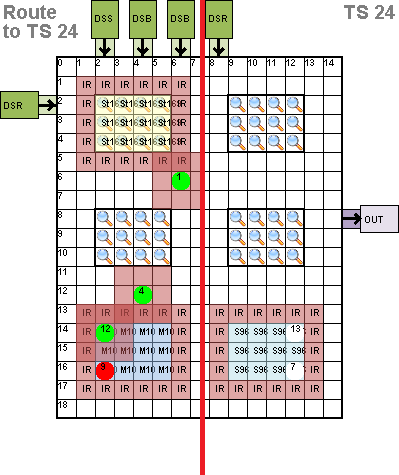 Route
to TS 24
TS 24
DSS DSB DSB DSR
0 1 2 3 4 5 6 7 8 9 10 11 12 13 14
1 IR IR IR IR IR IR
DSR
2 IR St16 St16 St16 St16 IR
3 IR St16 St16 St16 St16 IR
4 IR St16 St16 St16 St16 IR
5 IR IR IR IR IR IR
6 1
7
8
OUT
9
10
11
12 4
13 IR IR IR IR IR IR IR IR IR IR IR IR
14 IR 12 M10 M10 M10 IR IR S96 S96 S96 13 IR
15 IR M10 M10 M10 M10 IR IR S96 S96 S96 S96 IR
16 IR 9 M10 M10 M10 IR IR S96 S96 S96 7 IR
17 IR IR IR IR IR IR IR IR IR IR IR IR
18